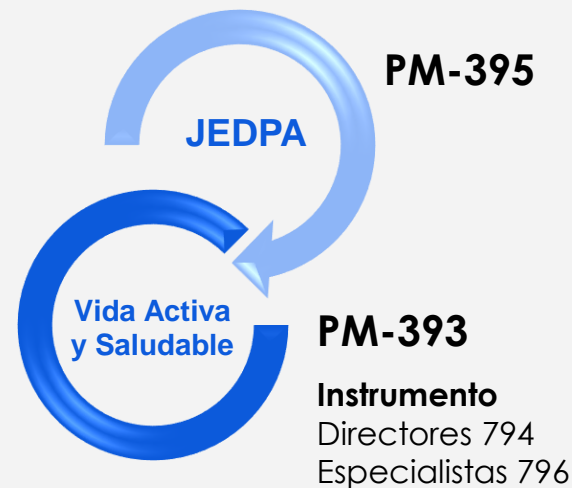 PM-395
JEDPA
Vida Activa
y Saludable
PM-393
Instrumento
Directores 794
Especialistas 796